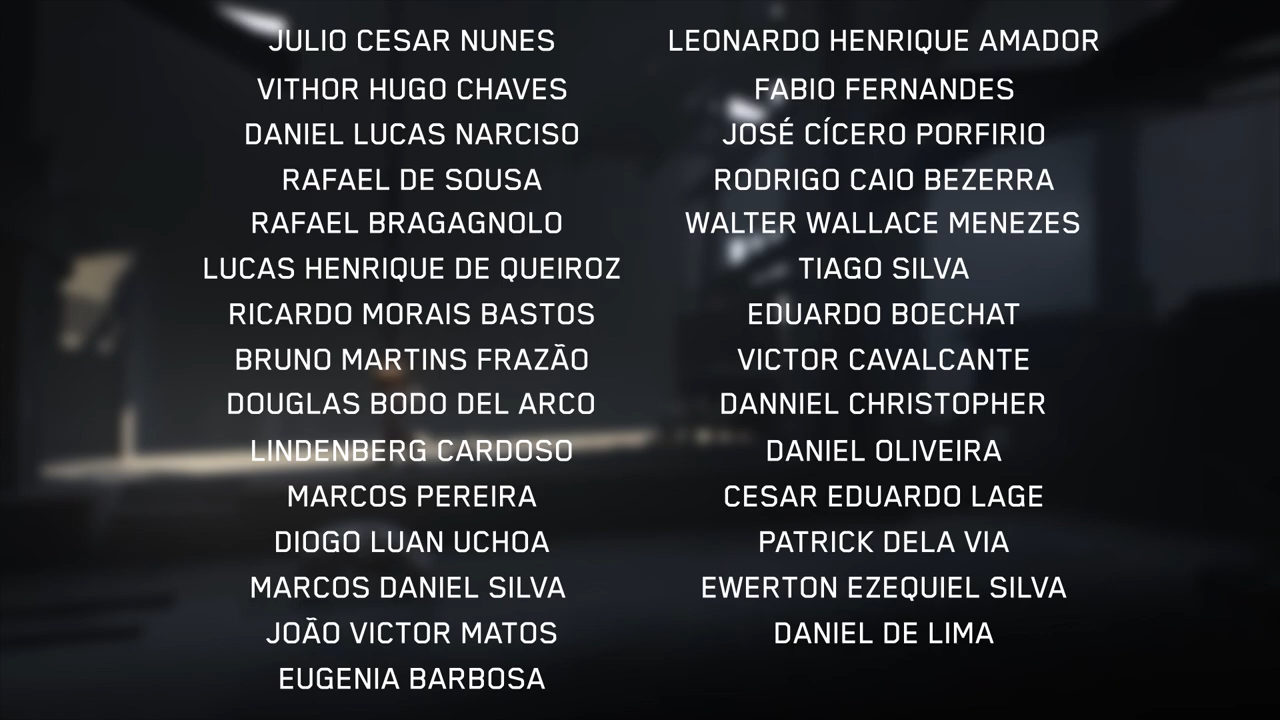 JULIO CESAR NUNES
VITHOR HUGO CHAVES
DANIEL LUCAS NARCISO
RAFAEL DE SOUSA
RAFAEL BRAGAGNOLO
LUCAS HENRIQUE DE QUEIROZ
RICARDO MORAIS BASTOS
BRUNO MARTINS FRAZÃO
DOUGLAS BODO DEL ARCO
LINDENBERG CARDOSO
MARCOS PEREIRA
DIOGO LUAN UCHOA
MARCOS DANIEL SILVA
JOÃO VICTOR MATOS
EUGENIA BARBOSA
LEONARDO HENRIQUE AMADOR
FABIO FERNANDES
JOSÉ CÍCERO PORFIRIO
RODRIGO CAIO BEZERRA
WALTER WALLACE MENEZES
TIAGO SILVA
EDUARDO BOECHAT
VICTOR CAVALCANTE
DANNIEL CHRISTOPHER
DANIEL OLIVEIRA
CESAR EDUARDO LAGE
PATRICK DELA VIA
EWERTON EZEQUIEL SILVA
DANIEL DE LIMA